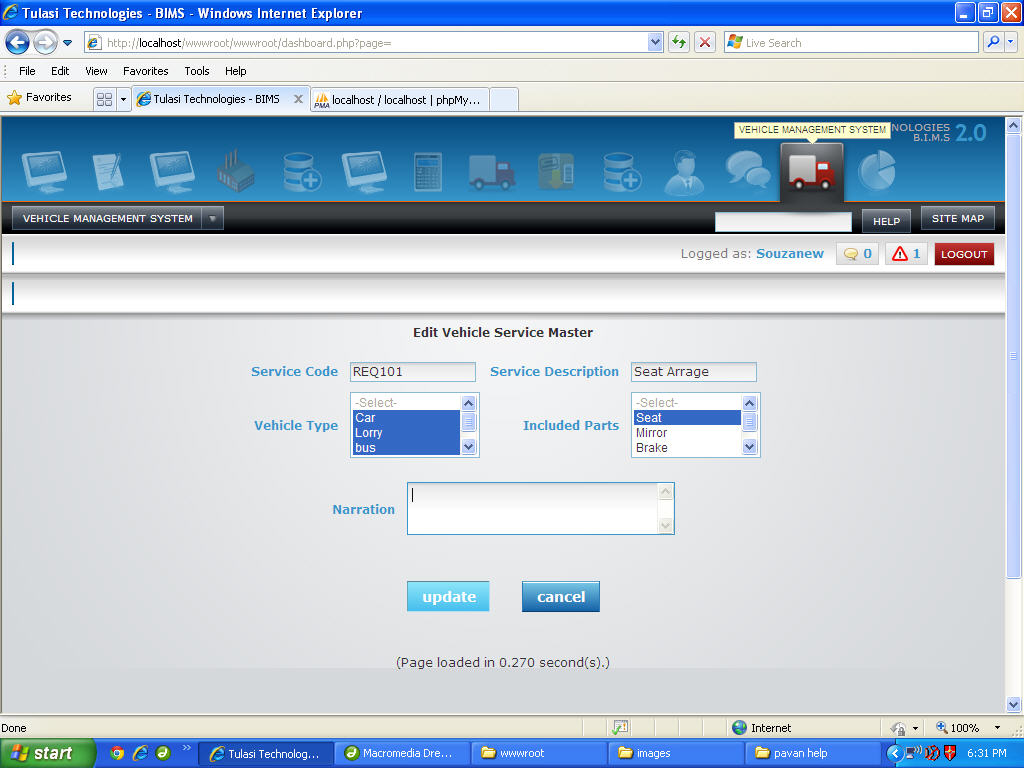 Tulasi Technologies - BIMS - Windows Internet Explorer
http://localhost/wwwroot/wwwroot/dashboard.php?page=
Live Search
File Edit View Favorites Tools Help
Favorites
Tulasi Technologies - BIMS
PMA
localhost / localhost | phpMy...
VEHICLE MANAGEMENT SYSTEM
NOLOGIES
B.I.M.S
2.0
VEHICLE MANAGEMENT SYSTEM
HELP
SITE MAP
Logged as: Souzanew
0
1
LOGOUT
Edit Vehicle Service Master
Service Code
REQ101
Service Description
Seat Arrage
Vehicle Type
-Select-
Car
Lorry
bus
Included Parts
-Select-
Seat
Mirror
Brake
Narration
update
cancel
(Page loaded in 0.270 second(s).)
Done
Internet
100%
start
Tulasi Technolog...
Macromedia Dre...
wwwroot
images
pavan help
6:31 PM